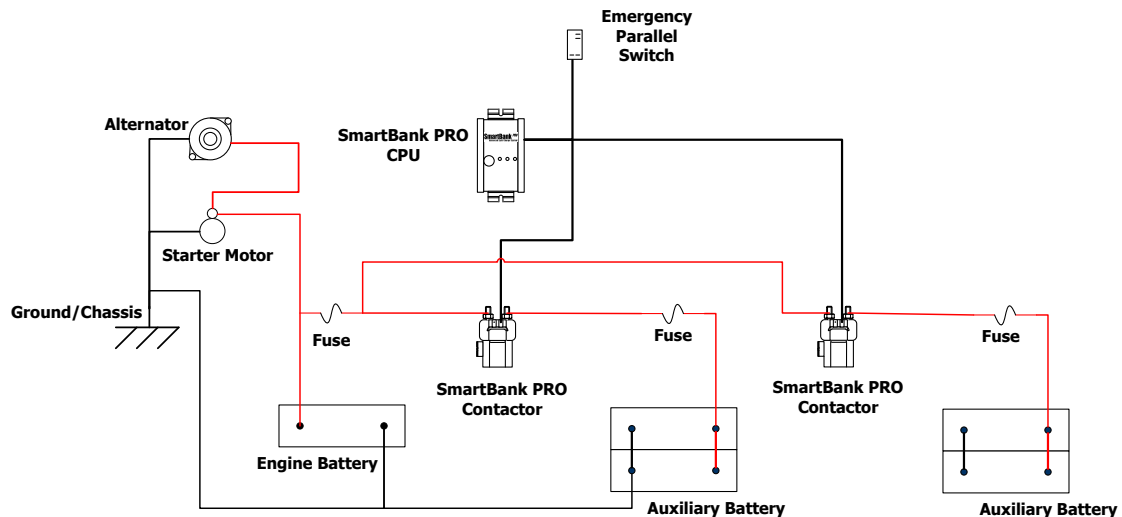 Emergency
Parallel
Switch
Alternator
SmartBank PRO
CPU
SmartBank
Starter Motor
Ground/Chassis
Fuse
Fuse
Fuse
SmartBank PRO
Contactor
SmartBank PRO
Contactor
Engine Battery
Auxiliary Battery
Auxiliary Battery